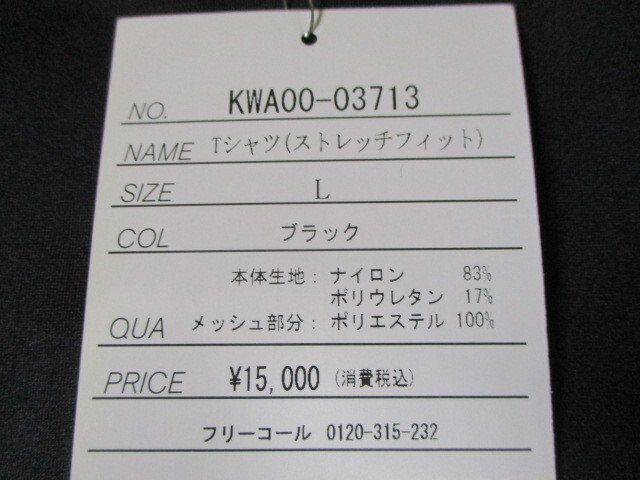 NO. KWA00-03713
NAME Tシャツ(ストレッチフィット)
SIZE L
COL ブラック
本体生地: ナイロン 83%
ポリウレタン 17%
QUA メッシュ部分: ポリエステル 100%
PRICE ¥15,000 (消費税込)
フリーコール 0120-315-232